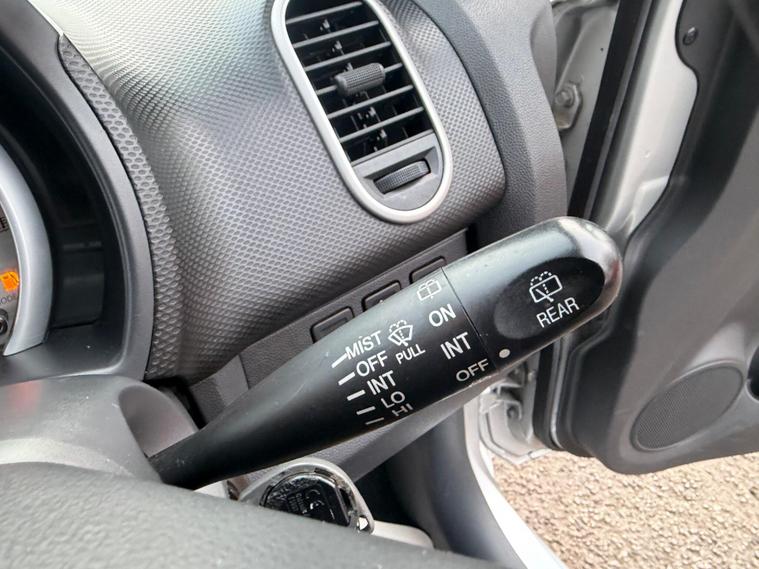 MIST
OFF
PULL
INT
LO
HI
ON
INT
OFF
REAR